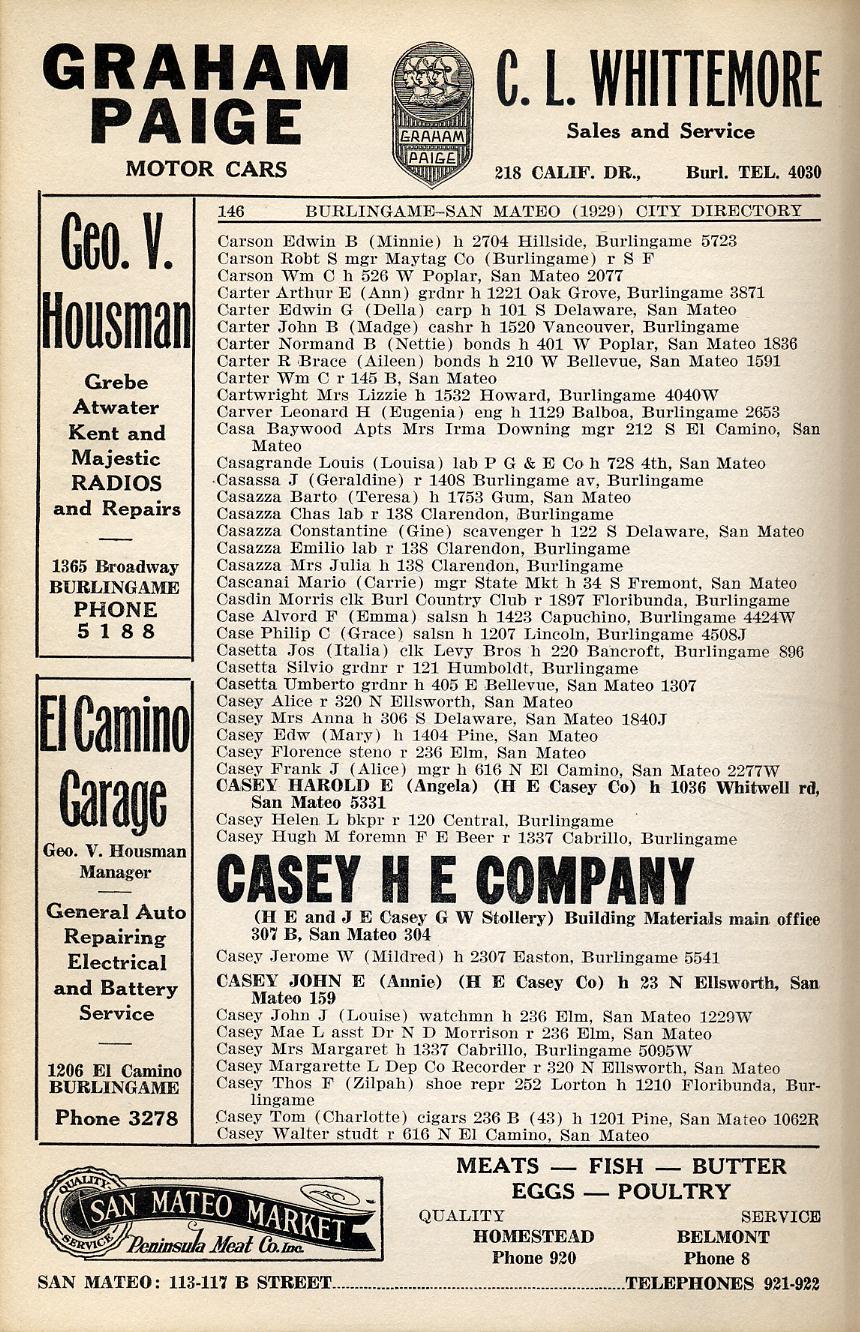 GRAHAM
PAIGE
MOTOR CARS
GRAHAM
PAIGE
C. L. WHITTEMORE
Sales and Service
218 CALIF. DR., Burl. TEL. 4030
Geo. V.
Housman
Grebe
Atwater
Kent and
Majestic
RADIOS
and Repairs
1365 Broadway
BURLINGAME
PHONE
5 1 8 8
El Camino
Garage
Geo. V. Housman
Manager
General Auto
Repairing
Electrical
and Battery
Service
1206 El Camino
BURLINGAME
Phone 3278
146 BURLINGAME-SAN MATEO (1929) CITY DIRECTORY
Carson Edwin B (Minnie) h 2704 Hillside, Burlingame 5723
Carson Robt S mgr Maytag Co (Burlingame) r S F
Carson Wm C h 526 W Poplar, San Mateo 2077
Carter Arthur E (Ann) grdnr h 1221 Oak Grove, Burlingame 3871
Carter Edwin G (Della) carp h 101 S Delaware, San Mateo
Carter John B (Madge) cashr h 1520 Vancouver, Burlingame
Carter Normand B (Nettie) bonds h 401 W Poplar, San Mateo 1836
Carter R Brace (Aileen) bonds h 210 W Bellevue, San Mateo 1591
Carter Wm C r 145 B, San Mateo
Cartwright Mrs Lizzie h 1532 Howard, Burlingame 4040W
Carver Leonard H (Eugenia) eng h 1129 Balboa, Burlingame 2653
Casa Baywood Apts Mrs Irma Downing mgr 212 S El Camino, San
Mateo
Casagrande Louis (Louisa) lab P G & E Co h 728 4th, San Mateo
Casassa J (Geraldine) r 1408 Burlingame av, Burlingame
Casazza Barto (Teresa) h 1753 Gum, San Mateo
Casazza Chas lab r 138 Clarendon, Burlingame
Casazza Constantine (Gine) scavenger h 122 S Delaware, San Mateo
Casazza Emilio lab r 138 Clarendon, Burlingame
Casazza Mrs Julia h 138 Clarendon, Burlingame
Cascanai Mario (Carrie) mgr State Mkt h 34 S Fremont, San Mateo
Casdin Morris clk Burl Country Club r 1897 Floribunda, Burlingame
Case Alvord F (Emma) salsn h 1423 Capuchino, Burlingame 4424W
Case Philip C (Grace) salsn h 1207 Lincoln, Burlingame 4508J
Casetta Jos (Italia) clk Levy Bros h 220 Bancroft, Burlingame 896
Casetta Silvio grdnr r 121 Humboldt, Burlingame
Casetta Umberto grdnr h 405 E Bellevue, San Mateo 1307
Casey Alice r 320 N Ellsworth, San Mateo
Casey Mrs Anna h 306 S Delaware, San Mateo 1840J
Casey Edw (Mary) h 1404 Pine, San Mateo
Casey Florence steno r 236 Elm, San Mateo
Casey Frank J (Alice) mgr h 616 N El Camino, San Mateo 2277W
CASEY HAROLD E (Angela) (H E Casey Co) h 1036 Whitwell rd,
San Mateo 5331
Casey Helen L bkpr r 120 Central, Burlingame
Casey Hugh M foremn F E Beer r 1337 Cabrillo, Burlingame
CASEY H E COMPANY
(H E and J E Casey G W Stollery) Building Materials main office
307 B, San Mateo 304
Casey Jerome W (Mildred) h 2307 Easton, Burlingame 5541
CASEY JOHN E (Annie) (H E Casey Co) h 23 N Ellsworth, San
Mateo 159
Casey John J (Louise) watchmn h 236 Elm, San Mateo 1229W
Casey Mae L asst Dr N D Morrison r 236 Elm, San Mateo
Casey Mrs Margaret h 1337 Cabrillo, Burlingame 5095W
Casey Margarette L Dep Co Recorder r 320 N Ellsworth, San Mateo
Casey Thos F (Zilpah) shoe repr 252 Lorton h 1210 Floribunda, Bur-
lingame
Casey Tom (Charlotte) cigars 236 B (43) h 1201 Pine, San Mateo 1062R
Casey Walter studt r 616 N El Camino, San Mateo
QUALITY
SERVICE
SAN MATEO MARKET
Peninsula Meat Co. Inc.
MEATS — FISH — BUTTER
EGGS — POULTRY
QUALITY SERVICE
HOMESTEAD BELMONT
Phone 920 Phone 8
SAN MATEO: 113-117 B STREET........TELEPHONES 921-922